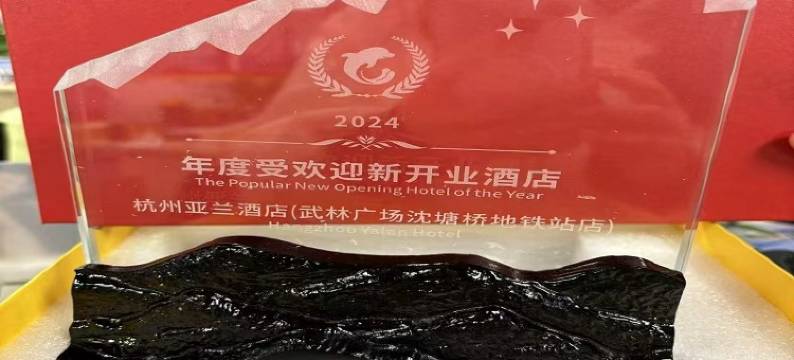 2024
年度受欢迎新开业酒店
The Popular New Opening Hotel of the Year
杭州亚兰酒店(武林广场沈塘桥地铁站店)
Hangzhou Yalan Hotel